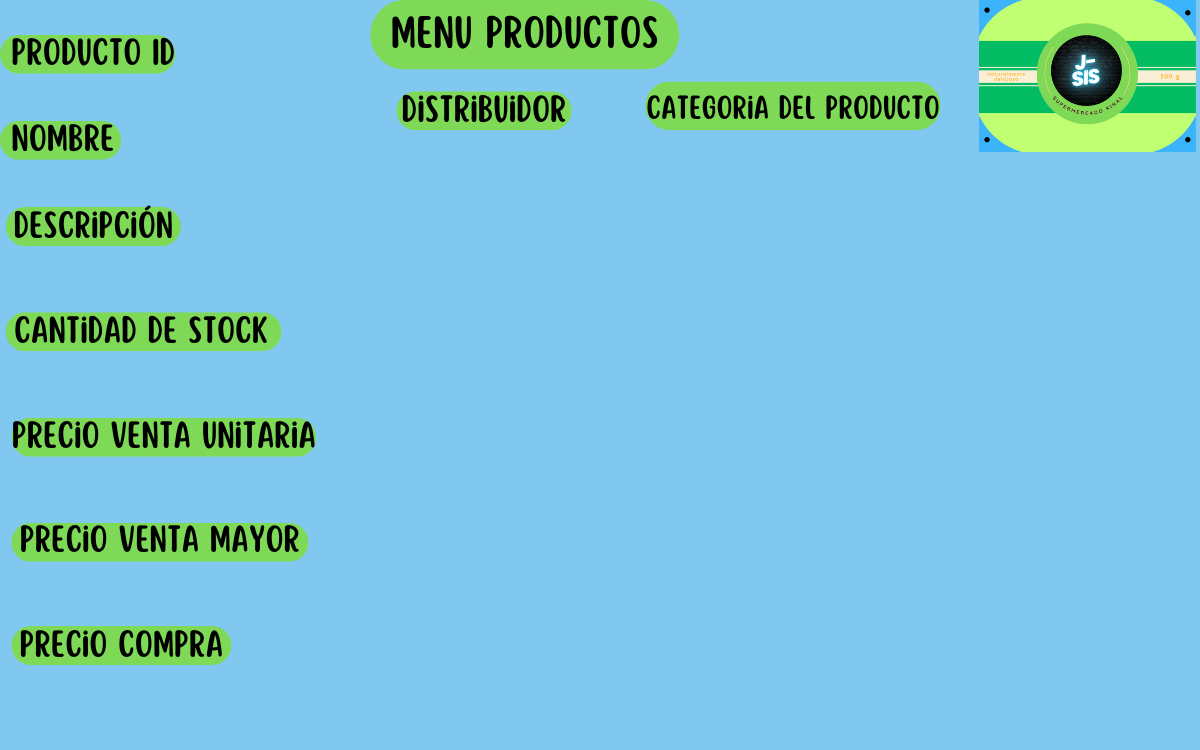 MENU PRODUCTOS
PRODUCTO ID
DiSTRiBUiDOR
CATEGORiA DEL PRODUCTO
NOMBRE
DESCRiPCiÓN
CANTiDAD DE STOCK
PRECiO VENTA UNiTARiA
PRECiO VENTA MAYOR
PRECiO COMPRA
J-
SIS
SUPERMERCADO KINAL
Naturalmente
delicioso
300 g